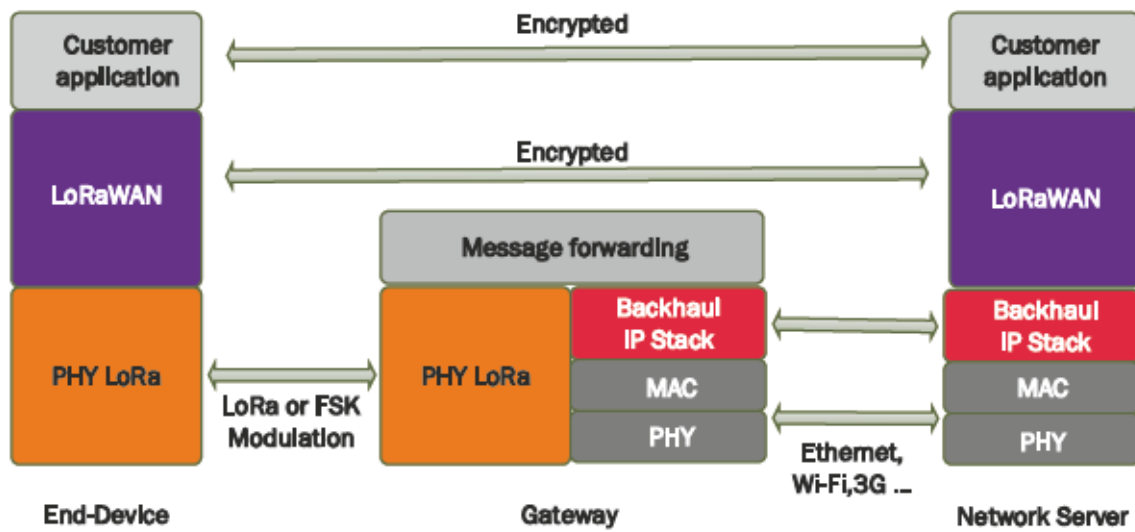 Encrypted
Customer
application
Customer
application
Encrypted
LoRaWAN
LoRaWAN
Message forwarding
Backhaul
IP Stack
Backhaul
IP Stack
PHY LoRa
PHY LoRa
MAC
MAC
LoRa or FSK
Modulation
PHY
PHY
Ethernet,
Wi-Fi,3G ...
End-Device
Gateway
Network Server